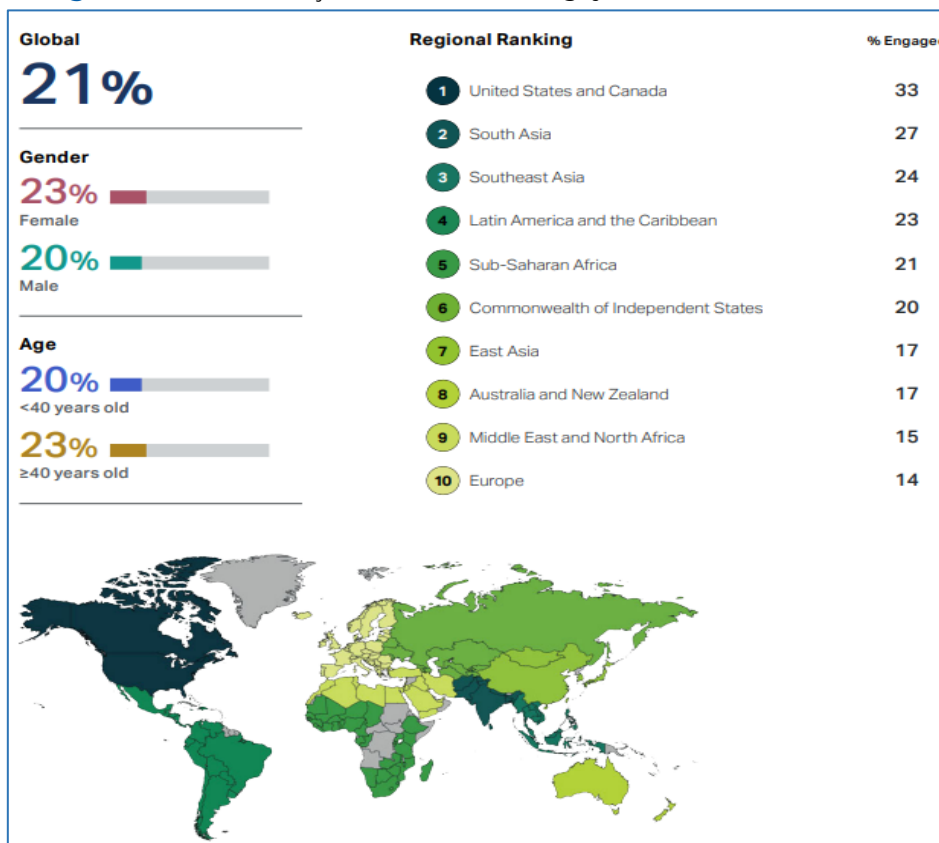 Global
21%
Gender
23%
Female
20%
Male
Age
20%
<40 years old
23%
≥40 years old
Regional Ranking % Engaged
1 United States and Canada 33
2 South Asia 27
3 Southeast Asia 24
4 Latin America and the Caribbean 23
5 Sub-Saharan Africa 21
6 Commonwealth of Independent States 20
7 East Asia 17
8 Australia and New Zealand 17
9 Middle East and North Africa 15
10 Europe 14